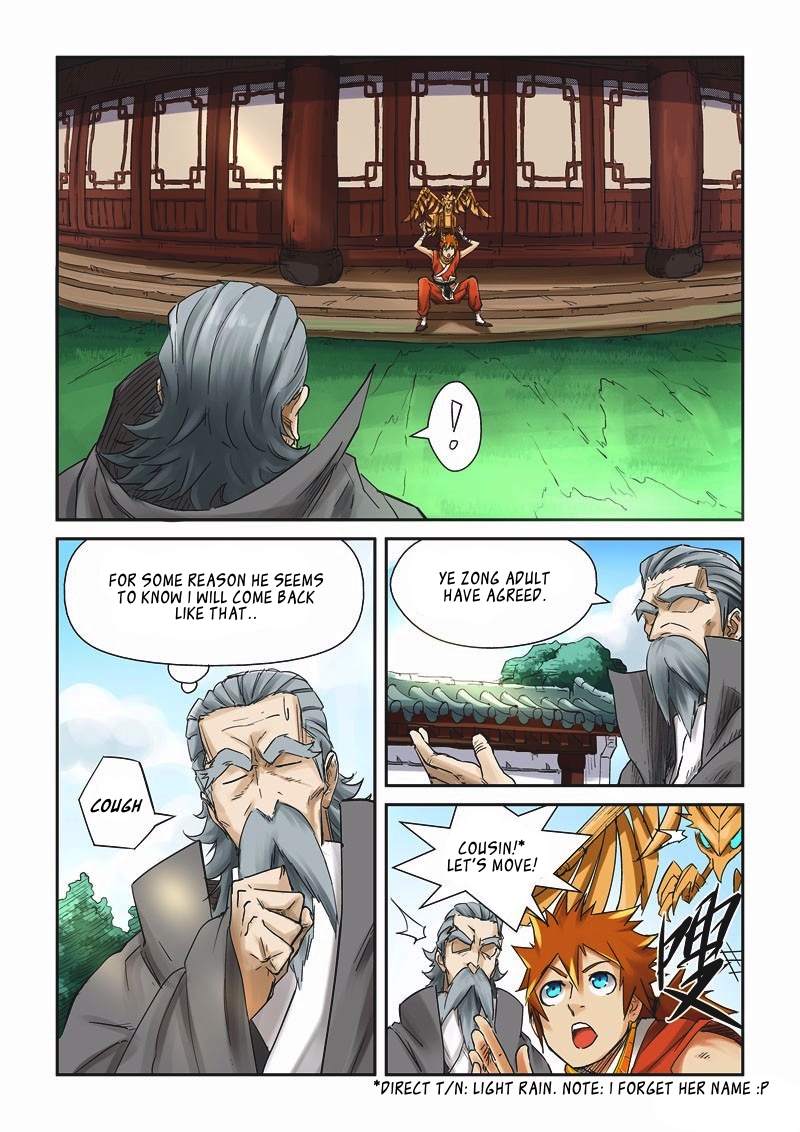 !
FOR SOME REASON HE SEEMS
TO KNOW I WILL COME BACK
LIKE THAT..
COUGH
YE ZONG ADULT
HAVE AGREED.
COUSIN!*
LET'S MOVE!
嗖
*DIRECT T/N: LIGHT RAIN. NOTE: I FORGET HER NAME :P